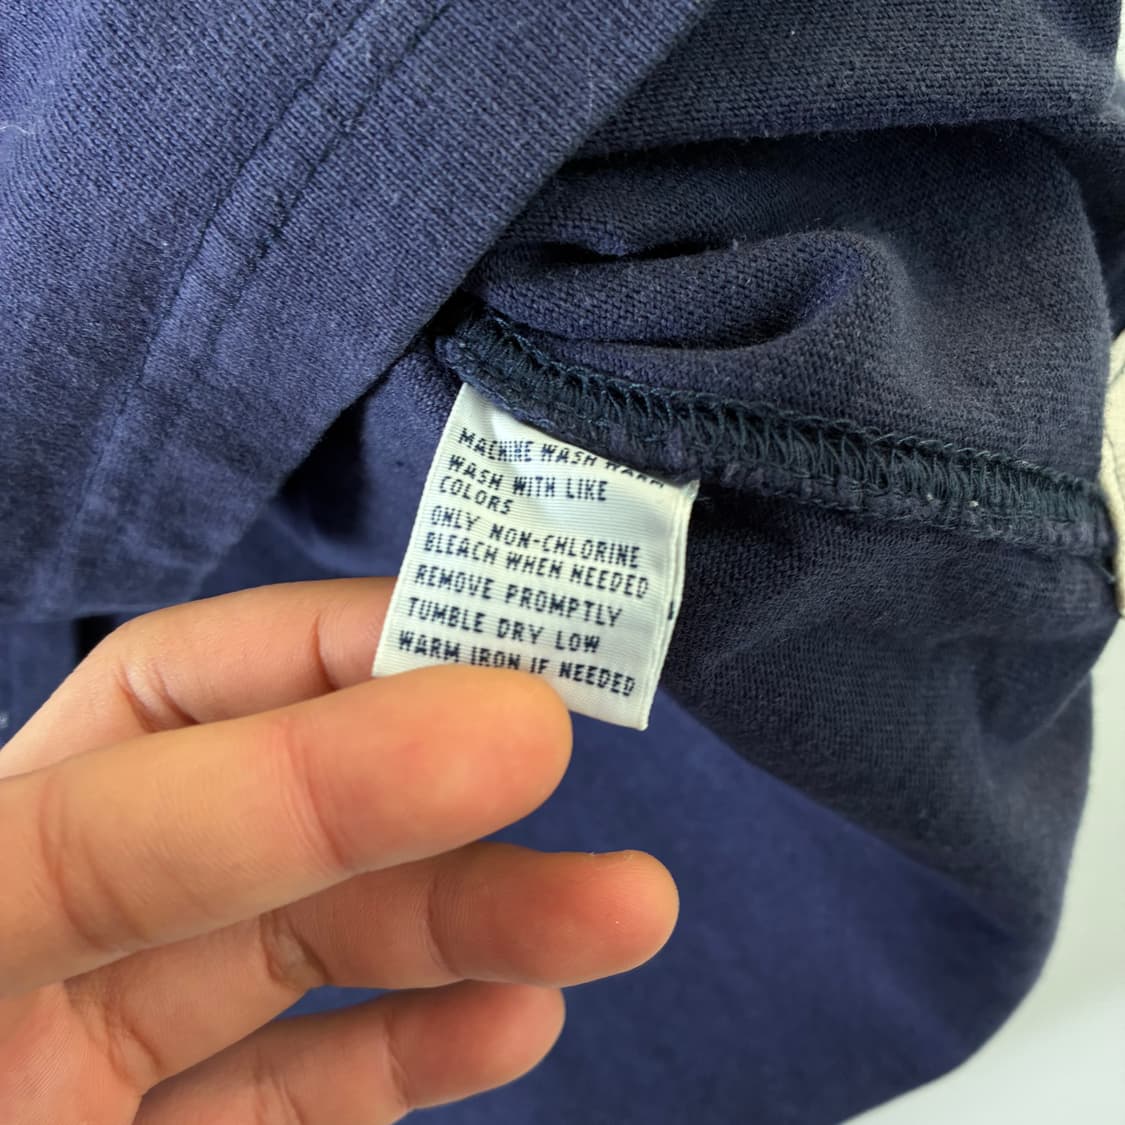 MACHINE WASH WARM
WASH WITH LIKE
COLORS
ONLY NON-CHLORINE
BLEACH WHEN NEEDED
REMOVE PROMPTLY
TUMBLE DRY LOW
WARM IRON IF NEEDED